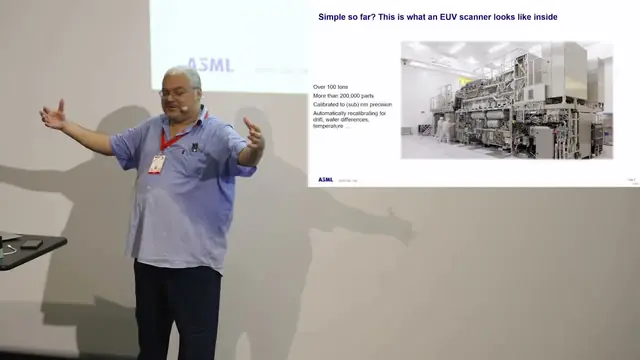 ASML
Simple so far? This is what an EUV scanner looks like inside
Over 100 tons
More than 200,000 parts
Calibrated to (sub) nm precision
Automatically recalibrating for
drift, wafer differences,
temperature …
ASML